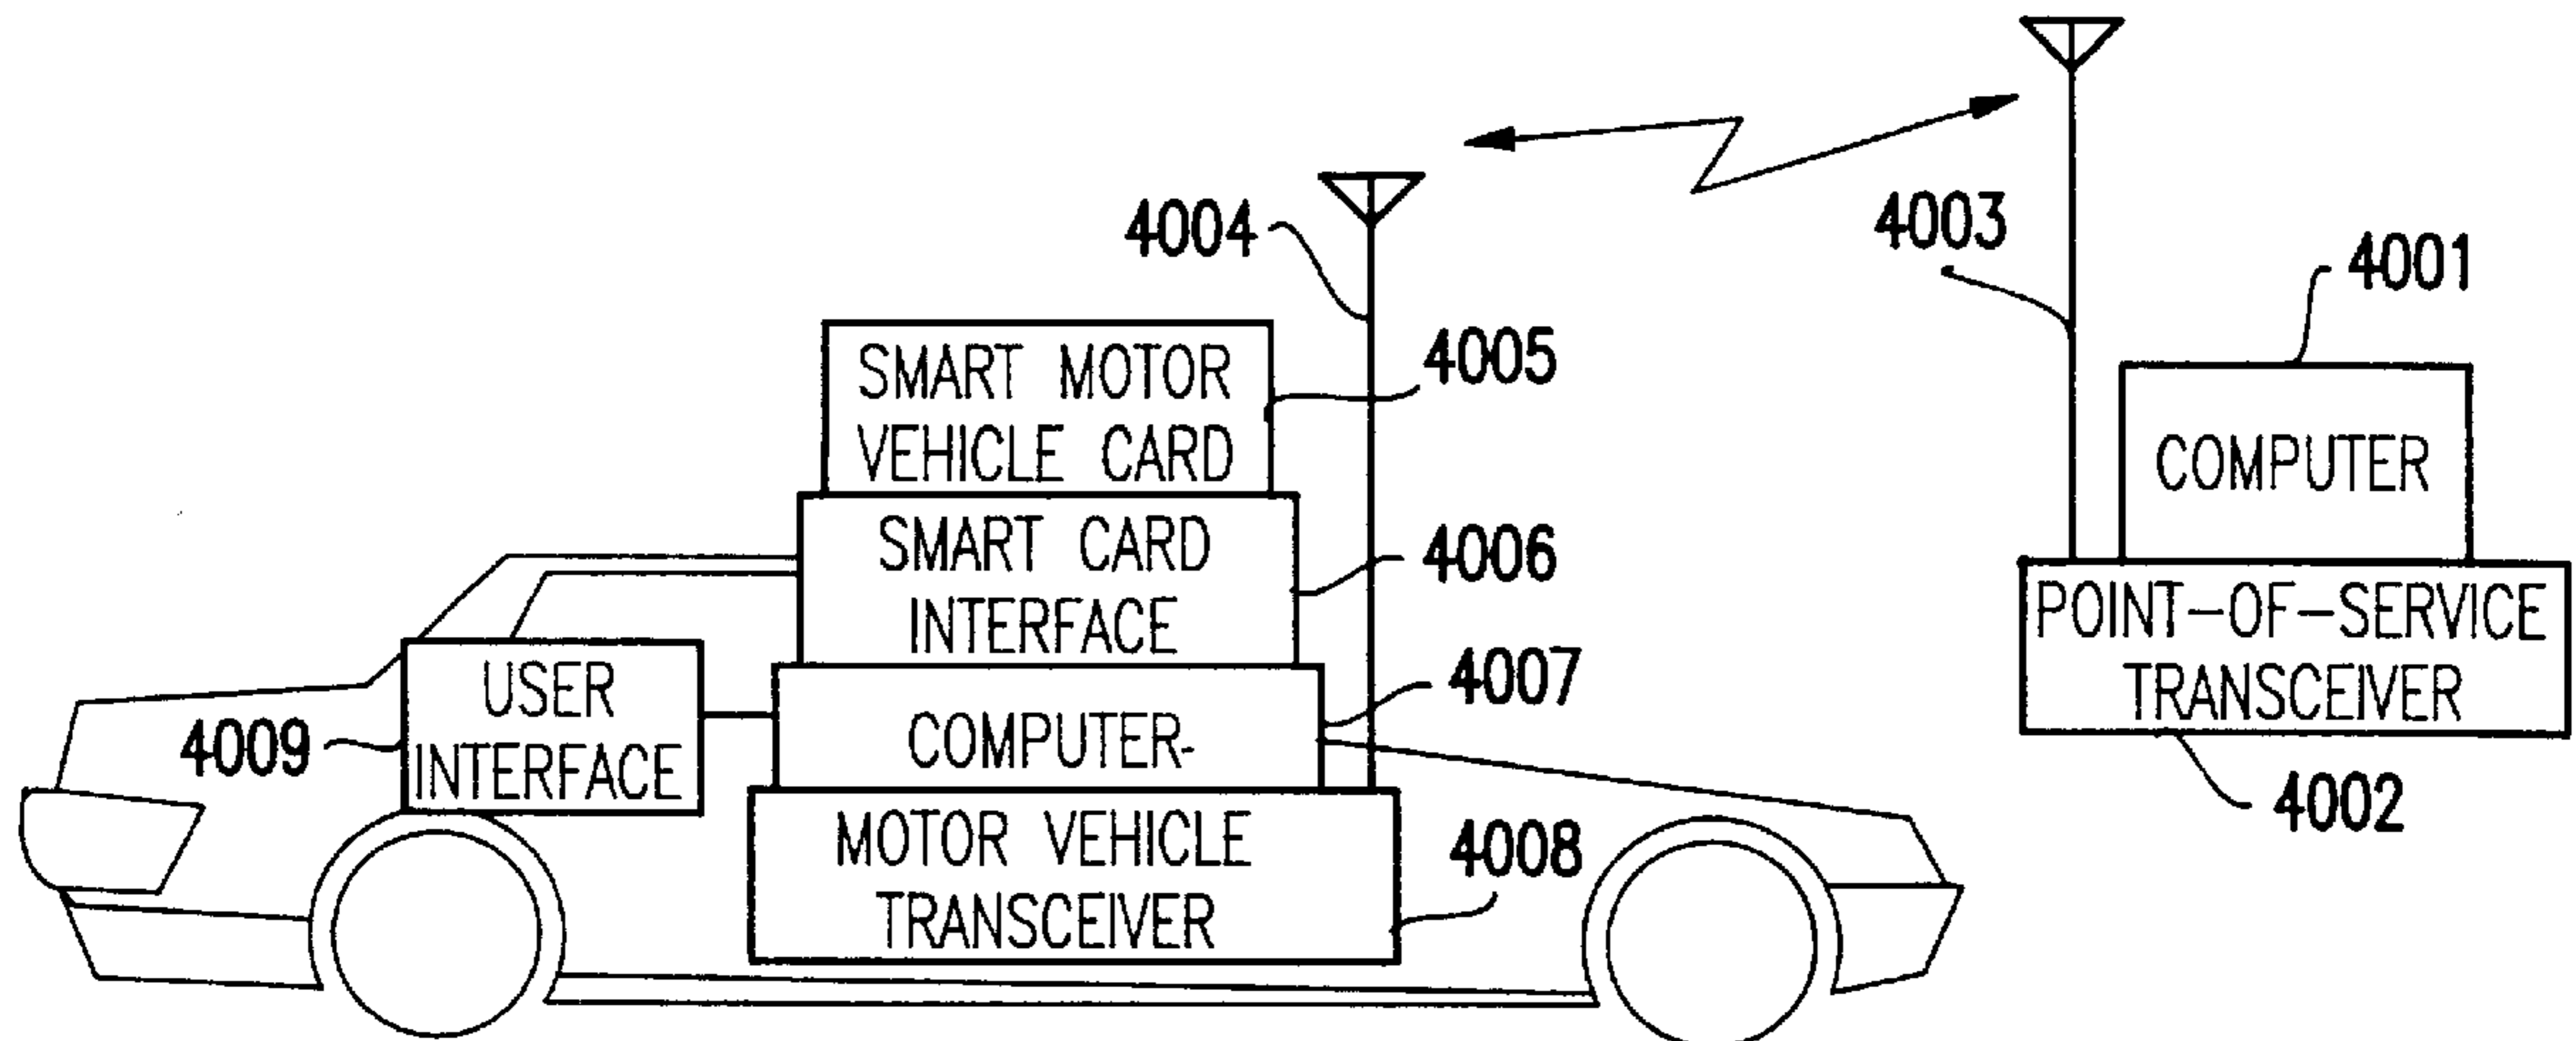 4004
4003
4001
SMART MOTOR
VEHICLE CARD
4005
COMPUTER
SMART CARD
INTERFACE
4006
POINT-OF-SERVICE
TRANSCEIVER
4002
USER
INTERFACE
4009
COMPUTER
4007
MOTOR VEHICLE
TRANSCEIVER
4008